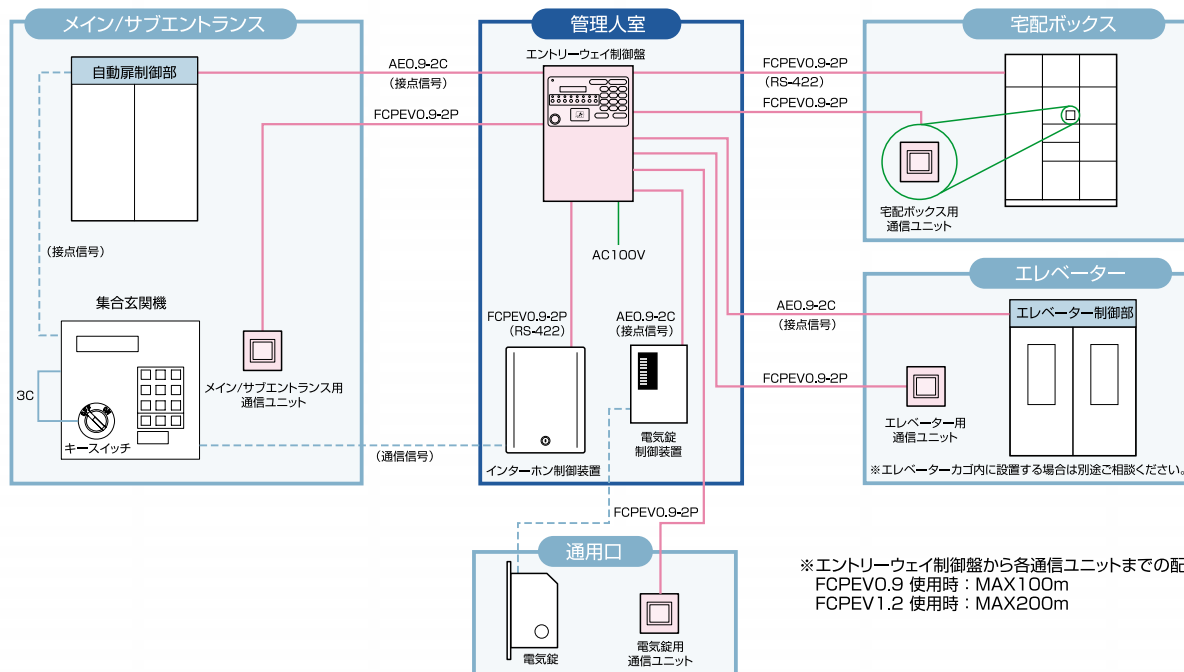 メイン/サブエントランス
自動扉制御部
(接点信号)
集合玄関機
3C
OFF
ON
キースイッチ
メイン/サブエントランス用
通信ユニット
AE0.9-2C
(接点信号)
FCPEV0.9-2P
(通信信号)
管理人室
エントリーウェイ制御盤
AC100V
FCPEV0.9-2P
(RS-422)
AE0.9-2C
(接点信号)
インターホン制御装置
電気錠
制御装置
FCPEV0.9-2P
(RS-422)
FCPEV0.9-2P
宅配ボックス
宅配ボックス用
通信ユニット
AE0.9-2C
(接点信号)
FCPEV0.9-2P
エレベーター
エレベーター制御部
エレベーター用
通信ユニット
※エレベーターカゴ内に設置する場合は別途ご相談ください。
FCPEV0.9-2P
通用口
電気錠
電気錠用
通信ユニット
※エントリーウェイ制御盤から各通信ユニットまでの配
FCPEV0.9 使用時：MAX100m
FCPEV1.2 使用時：MAX200m